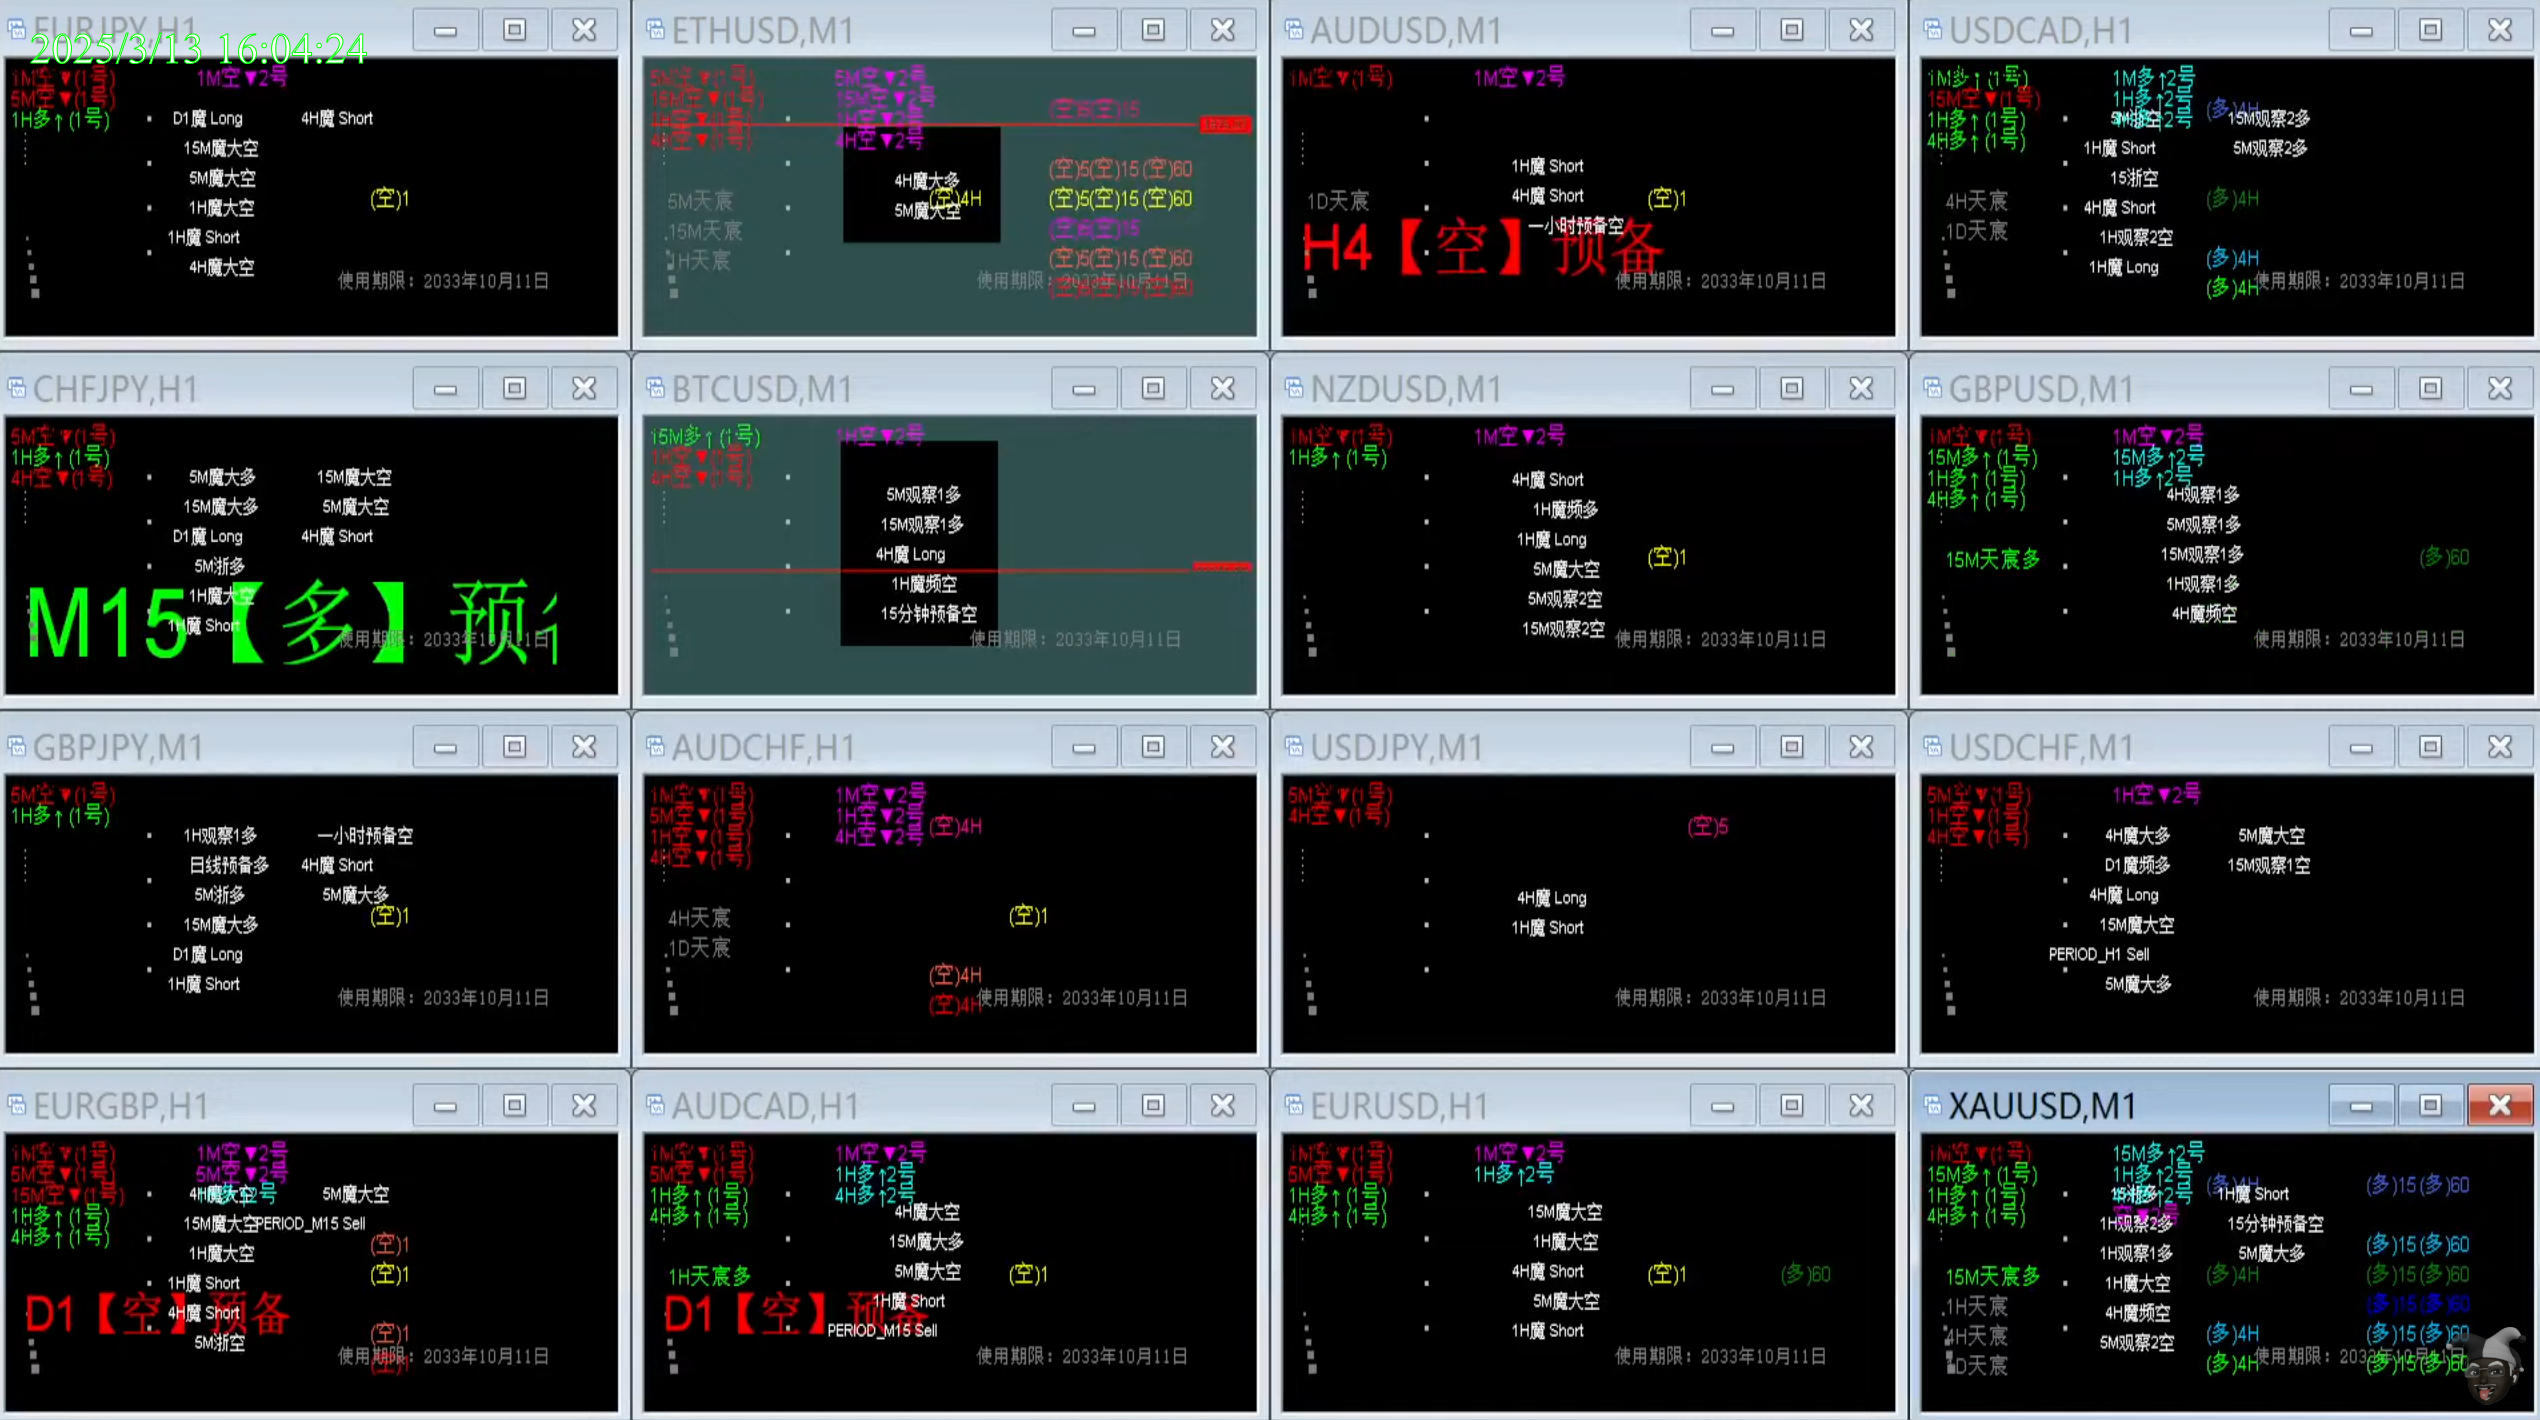 EURJPY,H1
2025/3/13 16:04:24
1M空▼(1号)
1M空▼2号
5M空▼(1号)
1H多↑(1号)
D1魔 Long
4H魔 Short
15M魔大空
5M魔大空
(空)1
1H魔大空
1H魔 Short
4H魔大空
使用期限：2033年10月11日
ETHUSD,M1
5M空▼(1号)
5M空▼2号
15M空▼(1号)
15M空▼2号
1H空▼(1号)
1H空▼2号
4H空▼(1号)
4H空▼2号
4H魔大多
(空)5(空)15(空)60
5M天宸
(空)4H
(空)5(空)15(空)60
5M魔大空
15M天宸
1H天宸
(空)5(空)15(空)60
使用期限：2033年10月11日
AUDUSD,M1
1M空▼(1号)
1M空▼2号
1H魔 Short
1D天宸
4H魔 Short
(空)1
一小时预备空
H4【空】预备
使用期限：2033年10月11日
USDCAD,H1
1M多↑(1号)
1M多↑2号
15M空▼(1号)
1H多↑2号
(多)4H
1H多↑(1号)
4H多↑2号
15M观察2多
4H多↑(1号)
1H魔 Short
5M观察2多
15浙空
4H天宸
4H魔 Short
(多)4H
1D天宸
1H观察2空
(多)4H
1H魔 Long
(多)4H
使用期限：2033年10月11日
CHFJPY,H1
5M空▼(1号)
1H多↑(1号)
4H空▼(1号)
5M魔大多
15M魔大空
15M魔大多
5M魔大空
D1魔 Long
4H魔 Short
5M浙多
1H魔大空
1H魔 Short
M15【多】预
使用期限：2033年10月11日
BTCUSD,M1
15M多↑(1号)
1H空▼2号
1H空▼(1号)
4H空▼(1号)
5M观察1多
15M观察1多
4H魔 Long
1H魔频空
15分钟预备空
使用期限：2033年10月11日
NZDUSD,M1
1M空▼(1号)
1M空▼2号
1H多↑(1号)
4H魔 Short
1H魔频多
1H魔 Long
(空)1
5M魔大空
5M观察2空
15M观察2空
使用期限：2033年10月11日
GBPUSD,M1
1M空▼(1号)
1M空▼2号
15M多↑(1号)
15M多↑2号
1H多↑(1号)
1H多↑2号
4H多↑(1号)
4H观察1多
5M观察1多
15M天宸多
15M观察1多
(多)60
1H观察1多
4H魔频空
使用期限：2033年10月11日
GBPJPY,M1
5M空▼(1号)
1H多↑(1号)
1H观察1多
一小时预备空
日线预备多
4H魔 Short
5M浙多
5M魔大多
15M魔大多
(空)1
D1魔 Long
1H魔 Short
使用期限：2033年10月11日
AUDCHF,H1
1M空▼(1号)
1M空▼2号
5M空▼(1号)
1H空▼2号
(空)4H
1H空▼(1号)
4H空▼2号
4H空▼(1号)
4H天宸
(空)1
1D天宸
(空)4H
(空)4H
使用期限：2033年10月11日
USDJPY,M1
5M空▼(1号)
4H空▼(1号)
(空)5
4H魔 Long
1H魔 Short
使用期限：2033年10月11日
USDCHF,M1
5M空▼(1号)
1H空▼2号
1H空▼(1号)
4H空▼(1号)
4H魔大多
5M魔大空
D1魔频多
15M观察1空
4H魔 Long
15M魔大空
PERIOD_H1 Sell
5M魔大多
使用期限：2033年10月11日
EURGBP,H1
1M空▼(1号)
1M空▼2号
5M空▼(1号)
5M空▼2号
15M空▼(1号)
4H魔大空
5M魔大空
1H多↑(1号)
15M魔大空
PERIOD_M15 Sell
4H多↑(1号)
1H魔大空
(空)1
1H魔 Short
(空)1
4H魔 Short
D1【空】预备
5M浙空
(空)1
(空)1
使用期限：2033年10月11日
AUDCAD,H1
1M空▼(1号)
1M空▼2号
5M空▼(1号)
1H多↑2号
1H多↑(1号)
4H多↑2号
4H多↑(1号)
4H魔大空
15M魔大多
1H天宸多
5M魔大空
(空)1
1H魔 Short
D1【空】预备
PERIOD_M15 Sell
使用期限：2033年10月11日
EURUSD,H1
1M空▼(1号)
1M空▼2号
5M空▼(1号)
1H多↑2号
1H多↑(1号)
4H多↑(1号)
15M魔大空
1H魔大空
4H魔 Short
(空)1
(多)60
5M魔大空
1H魔 Short
使用期限：2033年10月11日
XAUUSD,M1
1M空▼(1号)
15M多↑2号
15M多↑(1号)
1H多↑2号
(多)4H
(多)15(多)60
1H多↑(1号)
4H多↑2号
1H魔 Short
4H多↑(1号)
1H观察2多
15分钟预备空
1H观察1多
5M魔大多
(多)15(多)60
15M天宸多
1H魔大空
(多)4H
(多)15(多)60
1H天宸
4H魔频空
(多)15(多)60
4H天宸
5M观察2空
(多)4H
(多)15(多)60
1D天宸
(多)4H
(多)15(多)60